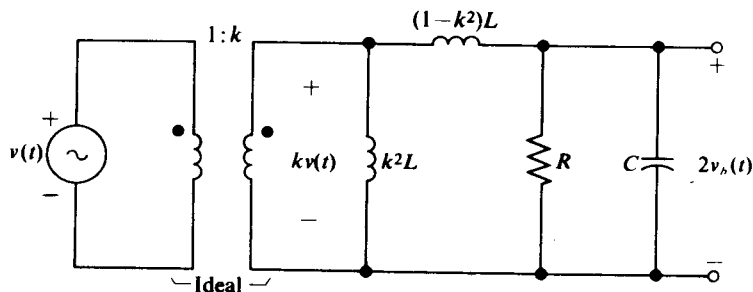 1:k
(1−k²)L
+
v(t)
−
+
kv(t)
−
k²L
R
C
+
2v_b(t)
−
Ideal